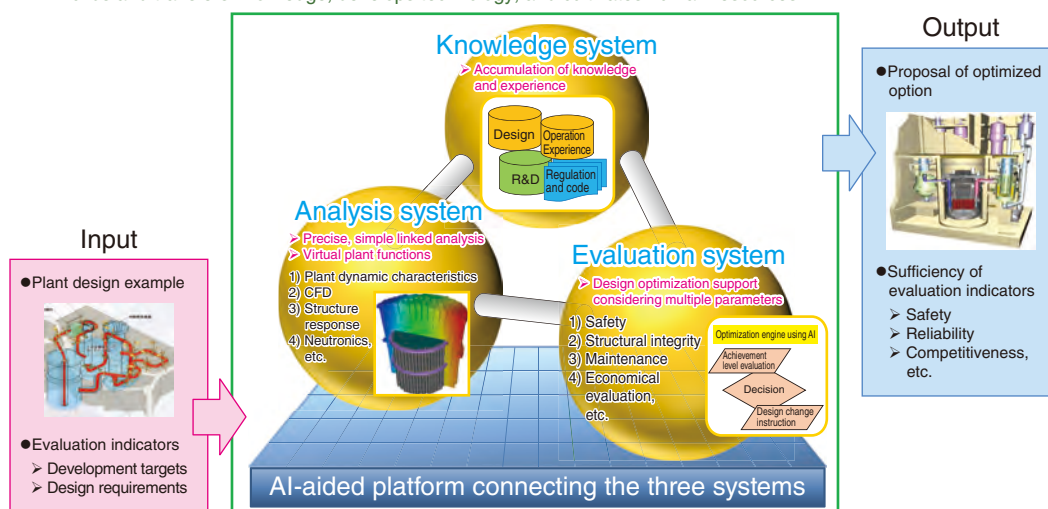 Knowledge system
➤ Accumulation of knowledge
and experience
Design
Operation
Experience
R&D
Regulation
and code
Analysis system
➤ Precise, simple linked analysis
➤ Virtual plant functions
1) Plant dynamic characteristics
2) CFD
3) Structure
response
4) Neutronics,
etc.
Evaluation system
➤ Design optimization support
considering multiple parameters
1) Safety
2) Structural integrity
3) Maintenance
4) Economical
evaluation,
etc.
Optimization engine using AI
Achievement
level evaluation
Decision
Design change
instruction
AI-aided platform connecting the three systems
Input
●Plant design example
●Evaluation indicators
➤ Development targets
➤ Design requirements
Output
●Proposal of optimized
option
●Sufficiency of
evaluation indicators
➤ Safety
➤ Reliability
➤ Competitiveness,
etc.